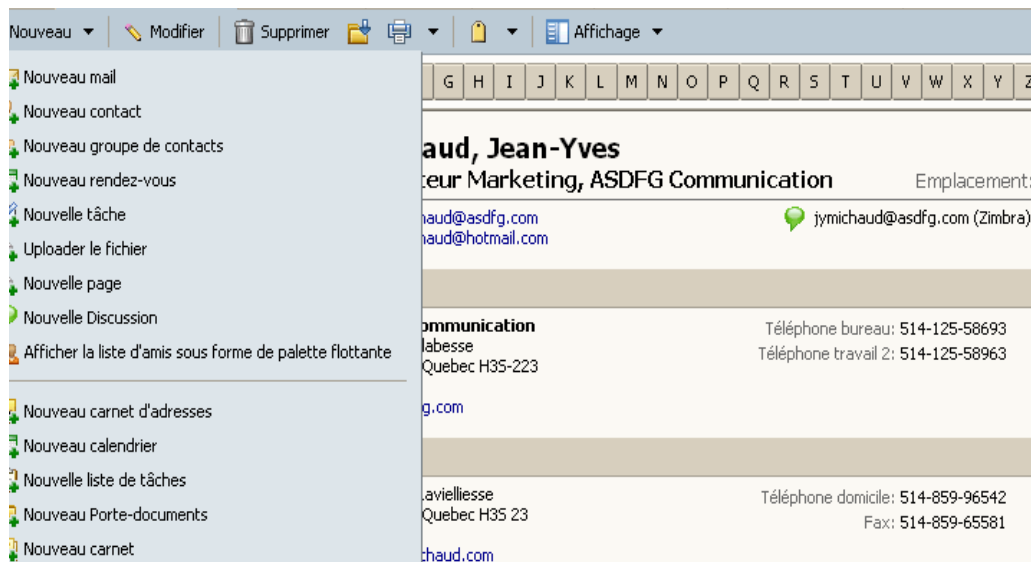 Nouveau Modifier Supprimer Affichage
Nouveau mail
Nouveau contact
Nouveau groupe de contacts
Nouveau rendez-vous
Nouvelle tâche
Uploader le fichier
Nouvelle page
Nouvelle Discussion
Afficher la liste d'amis sous forme de palette flottante
Nouveau carnet d'adresses
Nouveau calendrier
Nouvelle liste de tâches
Nouveau Porte-documents
Nouveau carnet
G H I J K L M N O P Q R S T U V W X Y Z
aud, Jean-Yves
teur Marketing, ASDFG Communication Emplacement:
haud@asdfg.com jymichaud@asdfg.com (Zimbra)
haud@hotmail.com
ommunication Téléphone bureau: 514-125-58693
labesse Téléphone travail 2: 514-125-58963
Quebec H3S-223
g.com
avielliesse Téléphone domicile: 514-859-96542
Quebec H3S 23 Fax: 514-859-65581
chaud.com